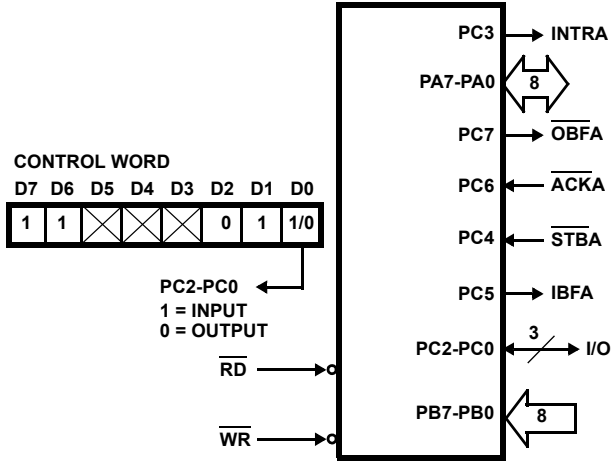 PC3 INTRA
PA7-PA0 8
PC7 OBFA
CONTROL WORD
D7 D6 D5 D4 D3 D2 D1 D0
1 1 0 1 1/0
PC6 ACKA
PC4 STBA
PC2-PC0
1 = INPUT
0 = OUTPUT
PC5 IBFA
PC2-PC0 3 I/O
RD
PB7-PB0 8
WR